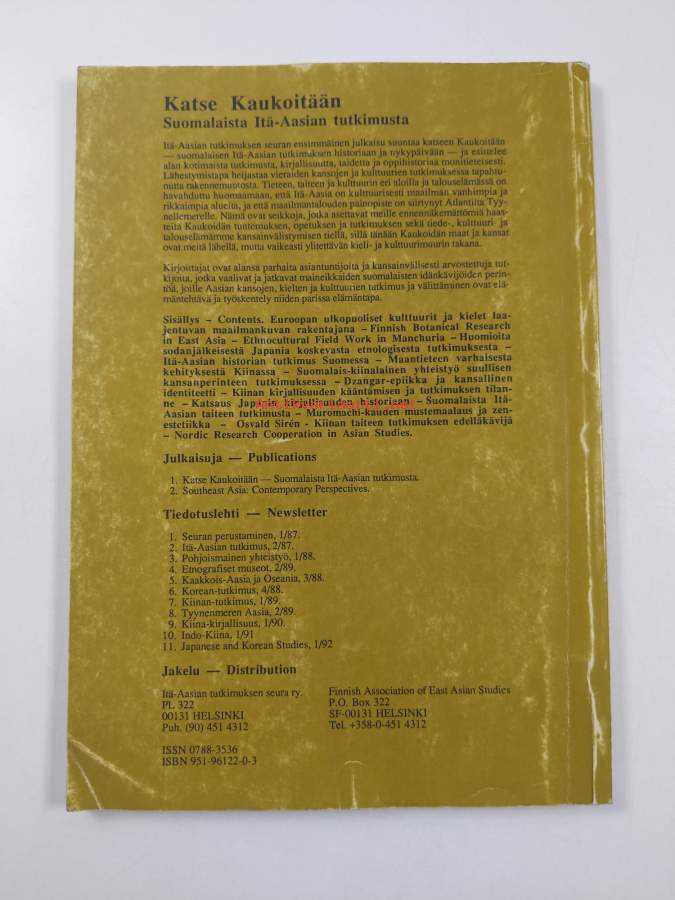 Katse Kaukoitään
Suomalaista Itä-Aasian tutkimusta
Itä-Aasian tutkimuksen seuran ensimmäinen julkaisu suuntaa katseen Kaukoitään
— suomalaisen Itä-Aasian tutkimuksen historiaan ja nykypäivään — ja esittelee
alan kotimaista tutkimusta, kirjallisuutta, taidetta ja oppihistoriaa monitieteisesti.
Lähestymistapa heijastaa vieraiden kansojen ja kulttuurien tutkimuksessa tapahtu-
nutta rakennemuutosta. Tieteen, taiteen ja kulttuurin eri aloilla ja talouselämässä on
havahduttu huomaamaan, että Itä-Aasia on kulttuurisesti maailman vanhimpia ja
rikkaimpia alueita, ja että maailmantalouden painopiste on siirtynyt Atlantilta Tyy-
nellemerelle. Nämä ovat seikkoja, jotka asettavat meille ennennäkemättömiä haas-
teita Kaukoidän tuntemuksen, opetuksen ja tutkimuksen sekä tiede-, kulttuuri- ja
talouselämämme kansainvälistymisen tiellä, sillä tänään Kaukoidän maat ja kansat
ovat meitä lähellä, mutta vaikeasti ylitettävän kieli- ja kulttuurimuurin takana.
Kirjoittajat ovat alansa parhaita asiantuntijoita ja kansainvälisesti arvostettuja tut-
kijoita, jotka vaalivat ja jatkavat maineikkaiden suomalaisten idänkävijöiden perin-
töä, joille Aasian kansojen, kielten ja kulttuurien tutkimus ja välittäminen ovat elä-
mäntehtävä ja työskentely niiden parissa elämäntapa.
Sisällys – Contents. Euroopan ulkopuoliset kulttuurit ja kielet laa-
jentuvan maailmankuvan rakentajana – Finnish Botanical Research
in East Asia – Ethnocultural Field Work in Manchuria – Huomioita
sodanjälkeisestä Japania koskevasta etnologisesta tutkimuksesta –
Itä-Aasian historian tutkimus Suomessa – Maantieteen varhaisesta
kehityksestä Kiinassa – Suomalais-kiinalainen yhteistyö suullisen
kansanperinteen tutkimuksessa – Dzangar-epiikka ja kansallinen
identiteetti – Kiinan kirjallisuuden kääntämisen ja tutkimuksen tilan-
ne – Katsaus Japanin kirjallisuuden historiaan – Suomalaista Itä-
Aasian taiteen tutkimusta – Muromachi-kauden mustemaalaus ja zen-
estetiikka – Osvald Sirén - Kiinan taiteen tutkimuksen edelläkävijä
– Nordic Research Cooperation in Asian Studies.
Julkaisuja — Publications
1. Katse Kaukoitään — Suomalaista Itä-Aasian tutkimusta.
2. Southeast Asia: Contemporary Perspectives.
Tiedotuslehti — Newsletter
1. Seuran perustaminen, 1/87.
2. Itä-Aasian tutkimus, 2/87.
3. Pohjoismainen yhteistyö, 1/88.
4. Etnografiset museot, 2/89.
5. Kaakkois-Aasia ja Oseania, 3/88.
6. Korean-tutkimus, 4/88.
7. Kiinan-tutkimus, 1/89.
8. Tyynenmeren Aasia, 2/89.
9. Kiina-kirjallisuus, 1/90.
10. Indo-Kiina, 1/91
11. Japanese and Korean Studies, 1/92
Jakelu — Distribution
Itä-Aasian tutkimuksen seura ry.
PL 322
00131 HELSINKI
Puh. (90) 451 4312
Finnish Association of East Asian Studies
P.O. Box 322
SF-00131 HELSINKI
Tel. +358-0-451 4312
ISSN 0788-3536
ISBN 951-96122-0-3